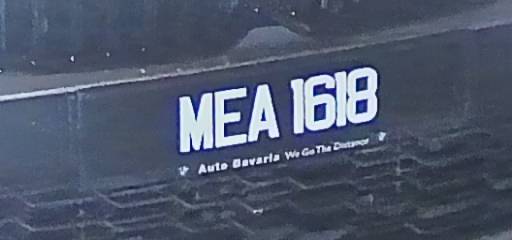 MEA 1618
Auto Bavaria We Go The Distance